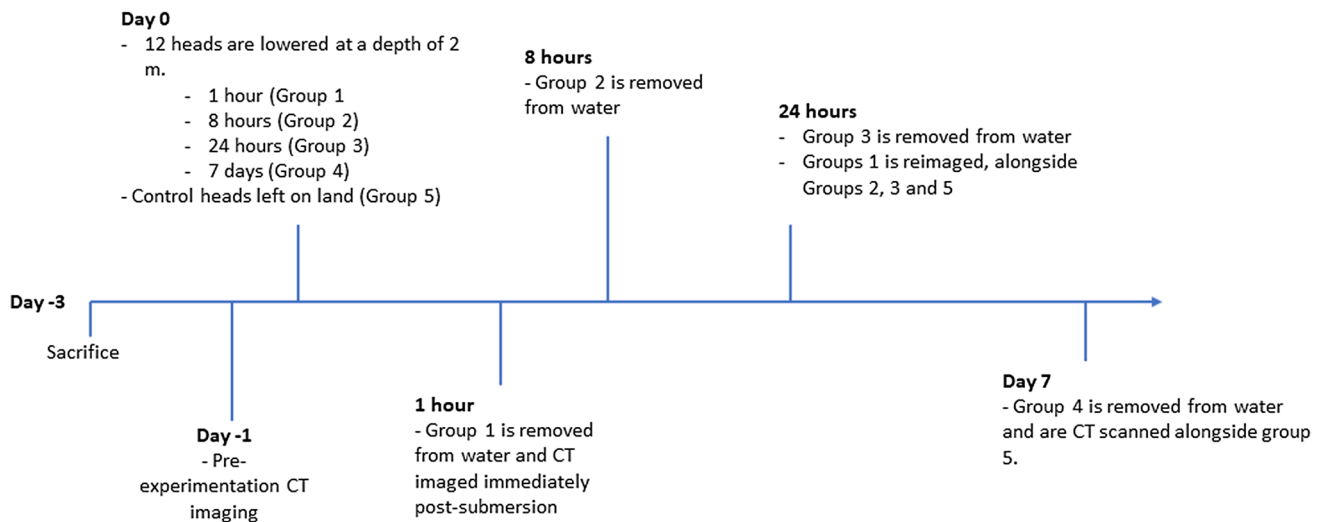 Day 0
- 12 heads are lowered at a depth of 2
m.
- 1 hour (Group 1
- 8 hours (Group 2)
- 24 hours (Group 3)
- 7 days (Group 4)
- Control heads left on land (Group 5)
8 hours
- Group 2 is removed
from water
24 hours
- Group 3 is removed from water
- Groups 1 is reimaged, alongside
Groups 2, 3 and 5
Day -3
Sacrifice
Day -1
- Pre-
experimentation CT
imaging
1 hour
- Group 1 is removed
from water and CT
imaged immediately
post-submersion
Day 7
- Group 4 is removed from water
and are CT scanned alongside group
5.